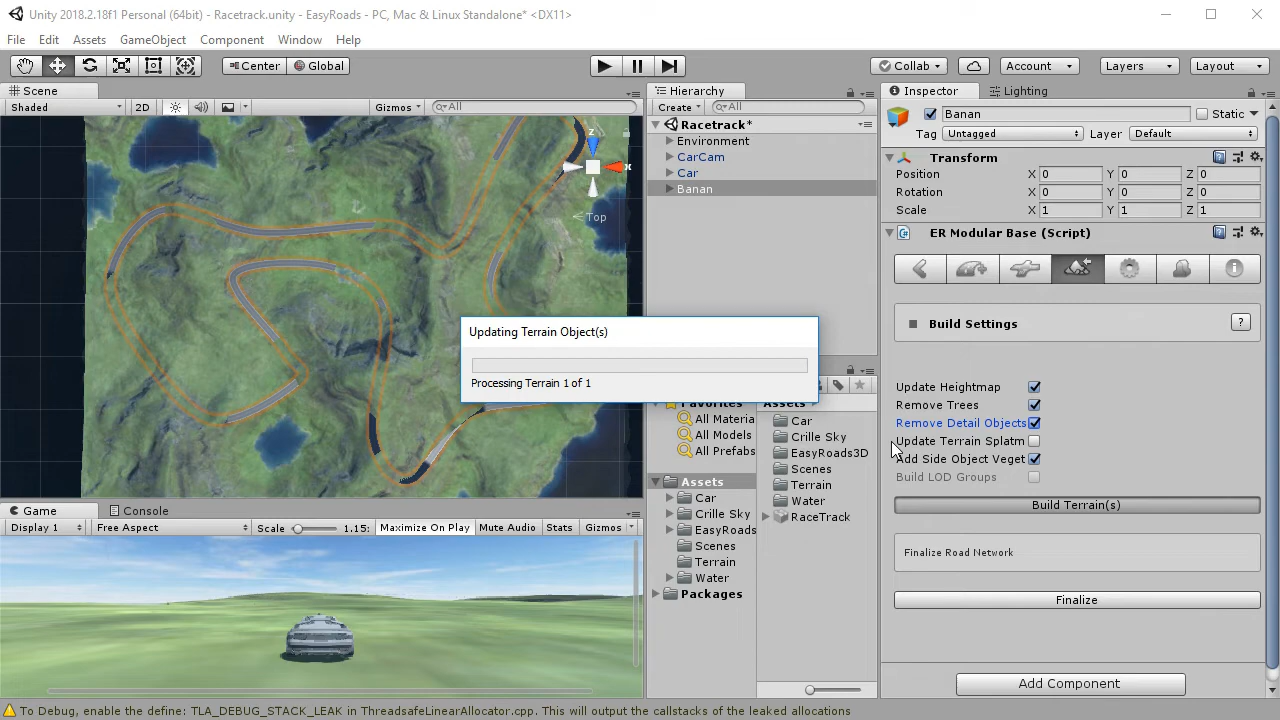 Unity 2018.2.18f1 Personal (64bit) - Racetrack.unity - EasyRoads - PC, Mac & Linux Standalone* <DX11>
File Edit Assets GameObject Component Window Help
Center Global Collab Account Layers Layout
Scene
Shaded 2D Gizmos All
z
x
Top
Hierarchy
Create All
Racetrack*
Environment
CarCam
Car
Banan
Inspector Lighting
Banan Static
Tag Untagged Layer Default
Transform
Position X 0 Y 0 Z 0
Rotation X 0 Y 0 Z 0
Scale X 1 Y 1 Z 1
ER Modular Base (Script)
Build Settings ?
Update Heightmap
Remove Trees
Remove Detail Objects
Update Terrain Splatm
Add Side Object Veget
Build LOD Groups
Build Terrain(s)
Finalize Road Network
Finalize
Add Component
Updating Terrain Object(s)
Processing Terrain 1 of 1
Favorites
All Materia
All Models
All Prefabs
Assets
Car
Crille Sky
EasyRoads
Scenes
Terrain
Water
Packages
Assets
Car
Crille Sky
EasyRoads3D
Scenes
Terrain
Water
RaceTrack
Game Console
Display 1 Free Aspect Scale 1.15: Maximize On Play Mute Audio Stats Gizmos
To Debug, enable the define: TLA_DEBUG_STACK_LEAK in ThreadsafeLinearAllocator.cpp. This will output the callstacks of the leaked allocations